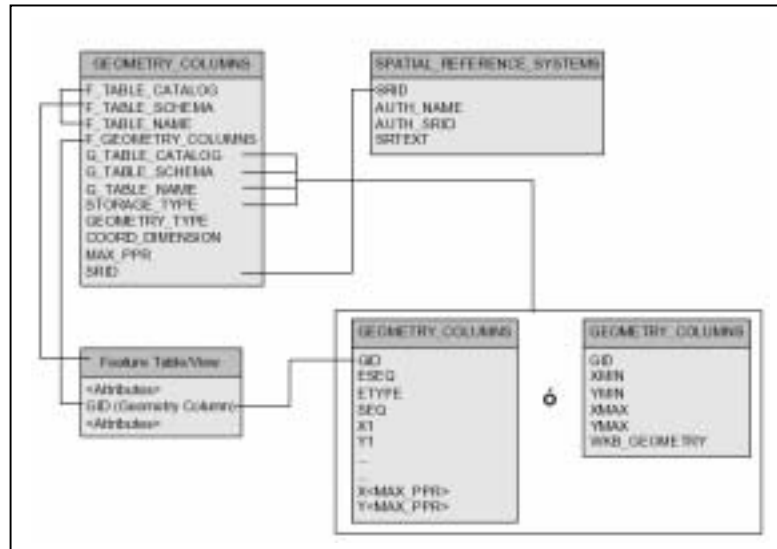 GEOMETRY_COLUMNS
F_TABLE_CATALOG
F_TABLE_SCHEMA
F_TABLE_NAME
F_GEOMETRY_COLUMNS
G_TABLE_CATALOG
G_TABLE_SCHEMA
G_TABLE_NAME
STORAGE_TYPE
GEOMETRY_TYPE
COORD_DIMENSION
MAX_PPR
SRID
SPATIAL_REFERENCE_SYSTEMS
SRID
AUTH_NAME
AUTH_SRID
SRTEXT
Feature Table/View
<Attributes>
GID (Geometry Column)
<Attributes>
GEOMETRY_COLUMNS
GID
ESEQ
ETYPE
SEQ
X1
Y1
...
...
X<MAX_PPR>
Y<MAX_PPR>
ó
GEOMETRY_COLUMNS
GID
XMIN
YMIN
XMAX
YMAX
WKB_GEOMETRY